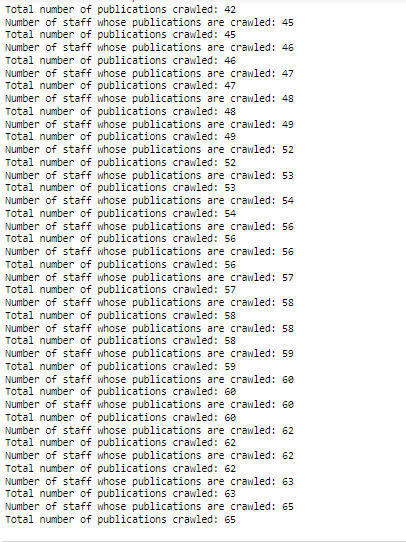 Total number of publications crawled: 42
Number of staff whose publications are crawled: 45
Total number of publications crawled: 45
Number of staff whose publications are crawled: 46
Total number of publications crawled: 46
Number of staff whose publications are crawled: 47
Total number of publications crawled: 47
Number of staff whose publications are crawled: 48
Total number of publications crawled: 48
Number of staff whose publications are crawled: 49
Total number of publications crawled: 49
Number of staff whose publications are crawled: 52
Total number of publications crawled: 52
Number of staff whose publications are crawled: 53
Total number of publications crawled: 53
Number of staff whose publications are crawled: 54
Total number of publications crawled: 54
Number of staff whose publications are crawled: 56
Total number of publications crawled: 56
Number of staff whose publications are crawled: 56
Total number of publications crawled: 56
Number of staff whose publications are crawled: 57
Total number of publications crawled: 57
Number of staff whose publications are crawled: 58
Total number of publications crawled: 58
Number of staff whose publications are crawled: 58
Total number of publications crawled: 58
Number of staff whose publications are crawled: 59
Total number of publications crawled: 59
Number of staff whose publications are crawled: 60
Total number of publications crawled: 60
Number of staff whose publications are crawled: 60
Total number of publications crawled: 60
Number of staff whose publications are crawled: 62
Total number of publications crawled: 62
Number of staff whose publications are crawled: 62
Total number of publications crawled: 62
Number of staff whose publications are crawled: 63
Total number of publications crawled: 63
Number of staff whose publications are crawled: 65
Total number of publications crawled: 65